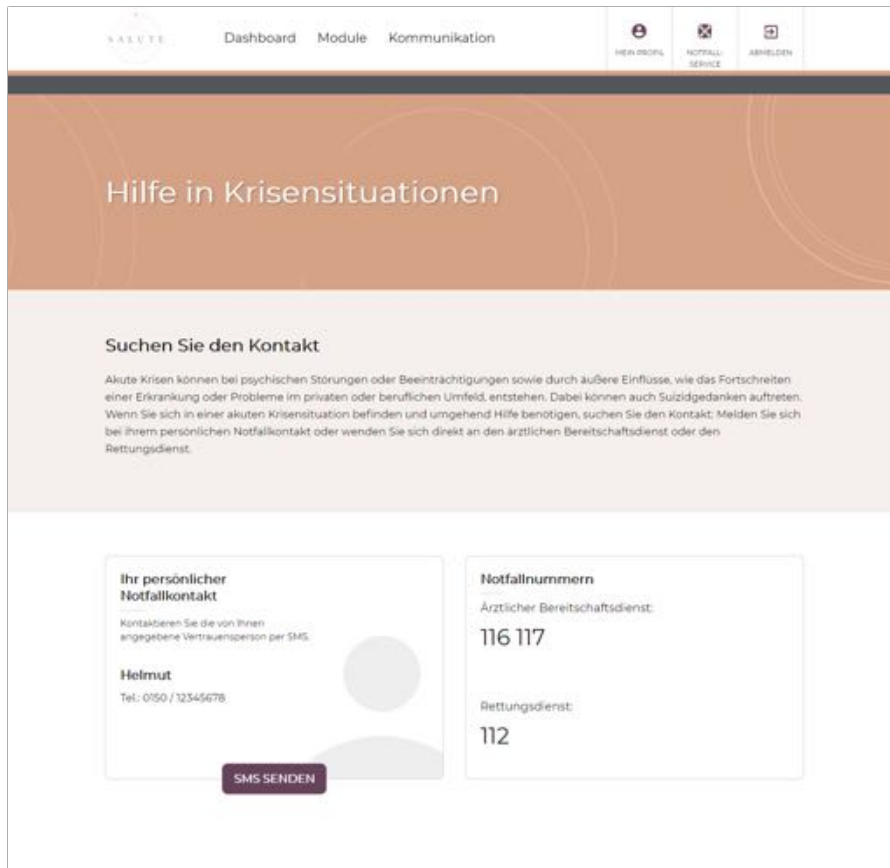 SALUTE
Dashboard Module Kommunikation
MEIN PROFIL
NOTFALL-
SERVICE
ABMELDEN
Hilfe in Krisensituationen
Suchen Sie den Kontakt
Akute Krisen können bei psychischen Störungen oder Beeinträchtigungen sowie durch äußere Einflüsse, wie das Fortschreiten
einer Erkrankung oder Probleme im privaten oder beruflichen Umfeld, entstehen. Dabei können auch Suizidgedanken auftreten.
Wenn Sie sich in einer akuten Krisensituation befinden und umgehend Hilfe benötigen, suchen Sie den Kontakt: Melden Sie sich
bei Ihrem persönlichen Notfallkontakt oder wenden Sie sich direkt an den ärztlichen Bereitschaftsdienst oder den
Rettungsdienst.
Ihr persönlicher
Notfallkontakt
Kontaktieren Sie die von Ihnen
angegebene Vertrauensperson per SMS.
Helmut
Tel.: 0150 / 12345678
SMS SENDEN
Notfallnummern
Ärztlicher Bereitschaftsdienst:
116 117
Rettungsdienst:
112